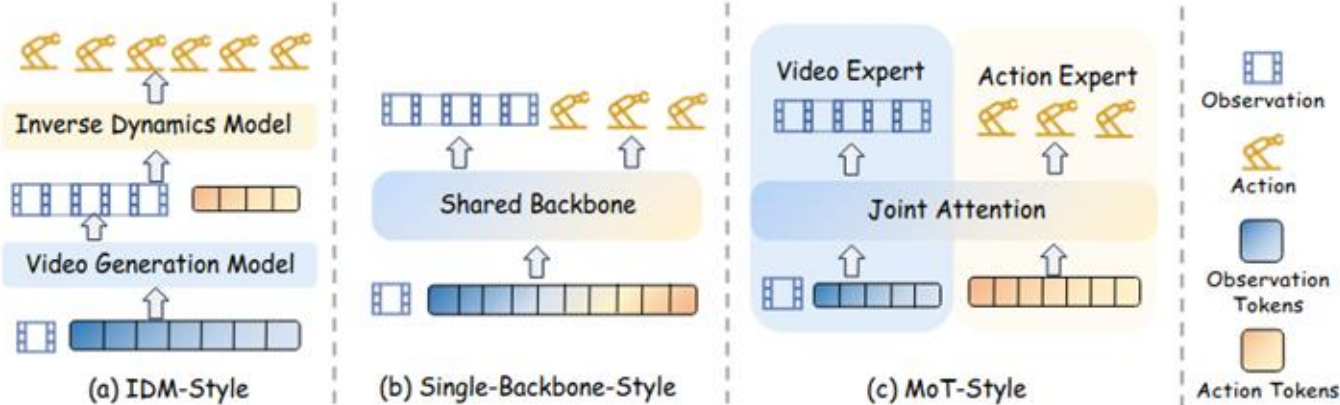 Inverse Dynamics Model
Video Generation Model
(a) IDM-Style
Shared Backbone
(b) Single-Backbone-Style
Video Expert
Action Expert
Joint Attention
(c) MoT-Style
Observation
Action
Observation
Tokens
Action Tokens